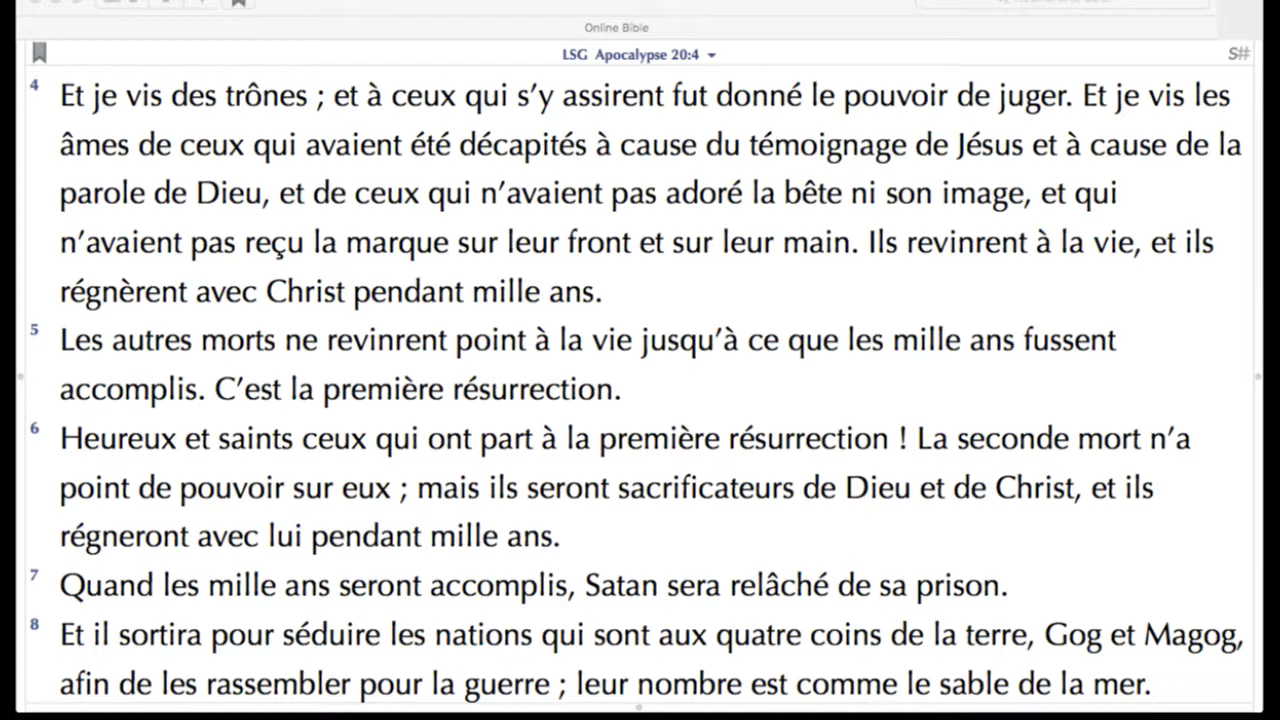 Online Bible
LSG Apocalypse 20:4
S#
4 Et je vis des trônes ; et à ceux qui s’y assirent fut donné le pouvoir de juger. Et je vis les
âmes de ceux qui avaient été décapités à cause du témoignage de Jésus et à cause de la
parole de Dieu, et de ceux qui n’avaient pas adoré la bête ni son image, et qui
n’avaient pas reçu la marque sur leur front et sur leur main. Ils revinrent à la vie, et ils
régnèrent avec Christ pendant mille ans.
5 Les autres morts ne revinrent point à la vie jusqu’à ce que les mille ans fussent
accomplis. C’est la première résurrection.
6 Heureux et saints ceux qui ont part à la première résurrection ! La seconde mort n’a
point de pouvoir sur eux ; mais ils seront sacrificateurs de Dieu et de Christ, et ils
régneront avec lui pendant mille ans.
7 Quand les mille ans seront accomplis, Satan sera relâché de sa prison.
8 Et il sortira pour séduire les nations qui sont aux quatre coins de la terre, Gog et Magog,
afin de les rassembler pour la guerre ; leur nombre est comme le sable de la mer.